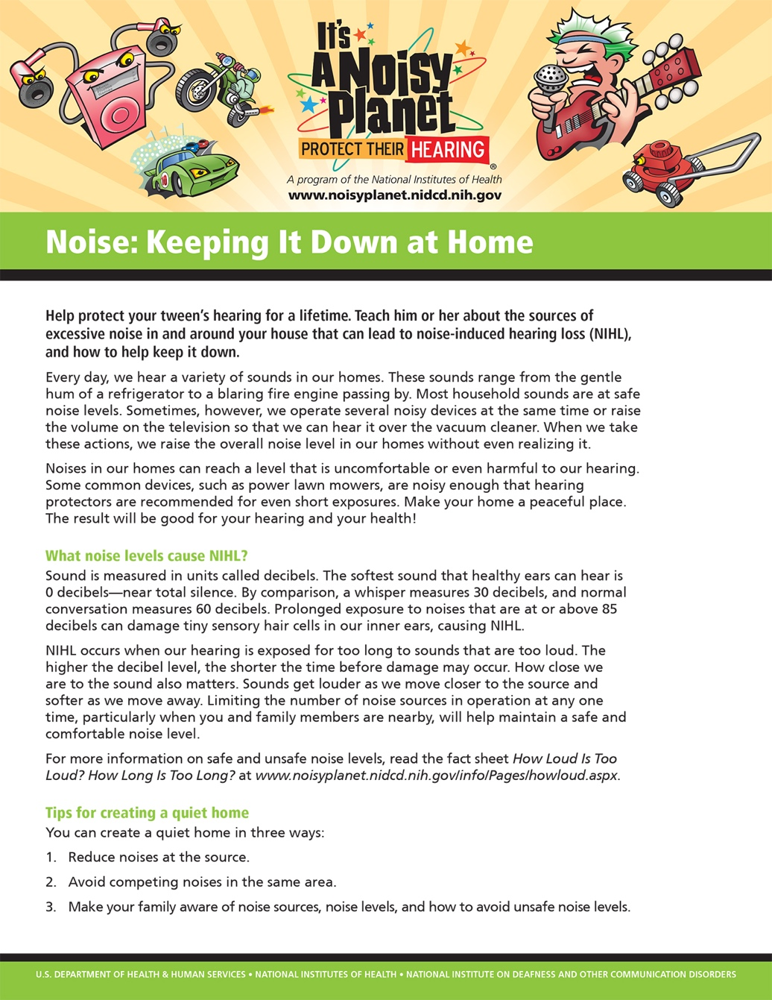 It's
A Noisy
Planet
PROTECT THEIR HEARING®
A program of the National Institutes of Health
www.noisyplanet.nidcd.nih.gov
10
Noise: Keeping It Down at Home
Help protect your tween's hearing for a lifetime. Teach him or her about the sources of
excessive noise in and around your house that can lead to noise-induced hearing loss (NIHL),
and how to help keep it down.
Every day, we hear a variety of sounds in our homes. These sounds range from the gentle
hum of a refrigerator to a blaring fire engine passing by. Most household sounds are at safe
noise levels. Sometimes, however, we operate several noisy devices at the same time or raise
the volume on the television so that we can hear it over the vacuum cleaner. When we take
these actions, we raise the overall noise level in our homes without even realizing it.
Noises in our homes can reach a level that is uncomfortable or even harmful to our hearing.
Some common devices, such as power lawn mowers, are noisy enough that hearing
protectors are recommended for even short exposures. Make your home a peaceful place.
The result will be good for your hearing and your health!
What noise levels cause NIHL?
Sound is measured in units called decibels. The softest sound that healthy ears can hear is
0 decibels—near total silence. By comparison, a whisper measures 30 decibels, and normal
conversation measures 60 decibels. Prolonged exposure to noises that are at or above 85
decibels can damage tiny sensory hair cells in our inner ears, causing NIHL.
NIHL occurs when our hearing is exposed for too long to sounds that are too loud. The
higher the decibel level, the shorter the time before damage may occur. How close we
are to the sound also matters. Sounds get louder as we move closer to the source and
softer as we move away. Limiting the number of noise sources in operation at any one
time, particularly when you and family members are nearby, will help maintain a safe and
comfortable noise level.
For more information on safe and unsafe noise levels, read the fact sheet How Loud Is Too
Loud? How Long Is Too Long? at www.noisyplanet.nidcd.nih.gov/info/Pages/howloud.aspx.
Tips for creating a quiet home
You can create a quiet home in three ways:
1. Reduce noises at the source.
2. Avoid competing noises in the same area.
3. Make your family aware of noise sources, noise levels, and how to avoid unsafe noise levels.
U.S. DEPARTMENT OF HEALTH & HUMAN SERVICES • NATIONAL INSTITUTES OF HEALTH • NATIONAL INSTITUTE ON DEAFNESS AND OTHER COMMUNICATION DISORDERS